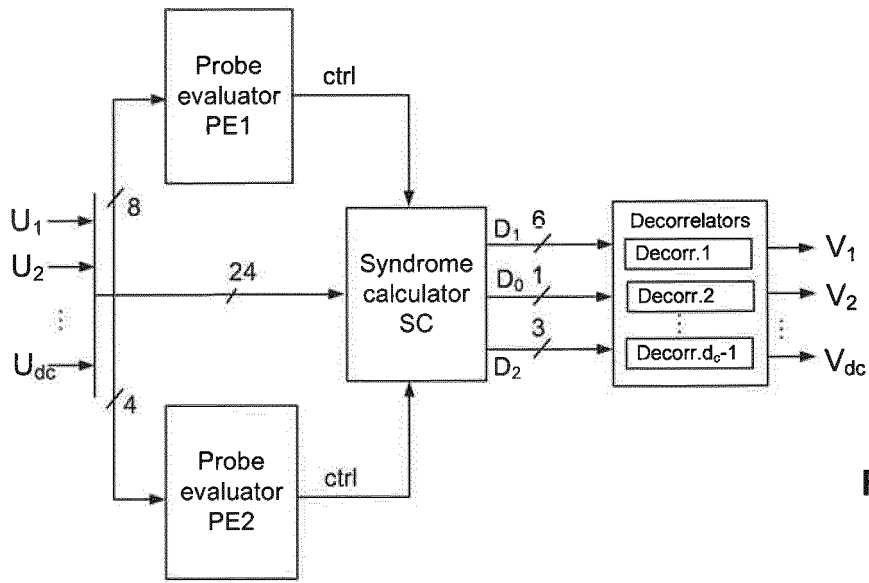 Probe
evaluator
PE1
ctrl
8
U1
U2
Udc
24
4
Syndrome
calculator
SC
D1 6
D0 1
3
D2
Decorrelators
Decorr.1
Decorr.2
Decorr.dc-1
V1
V2
Vdc
Probe
evaluator
PE2
ctrl